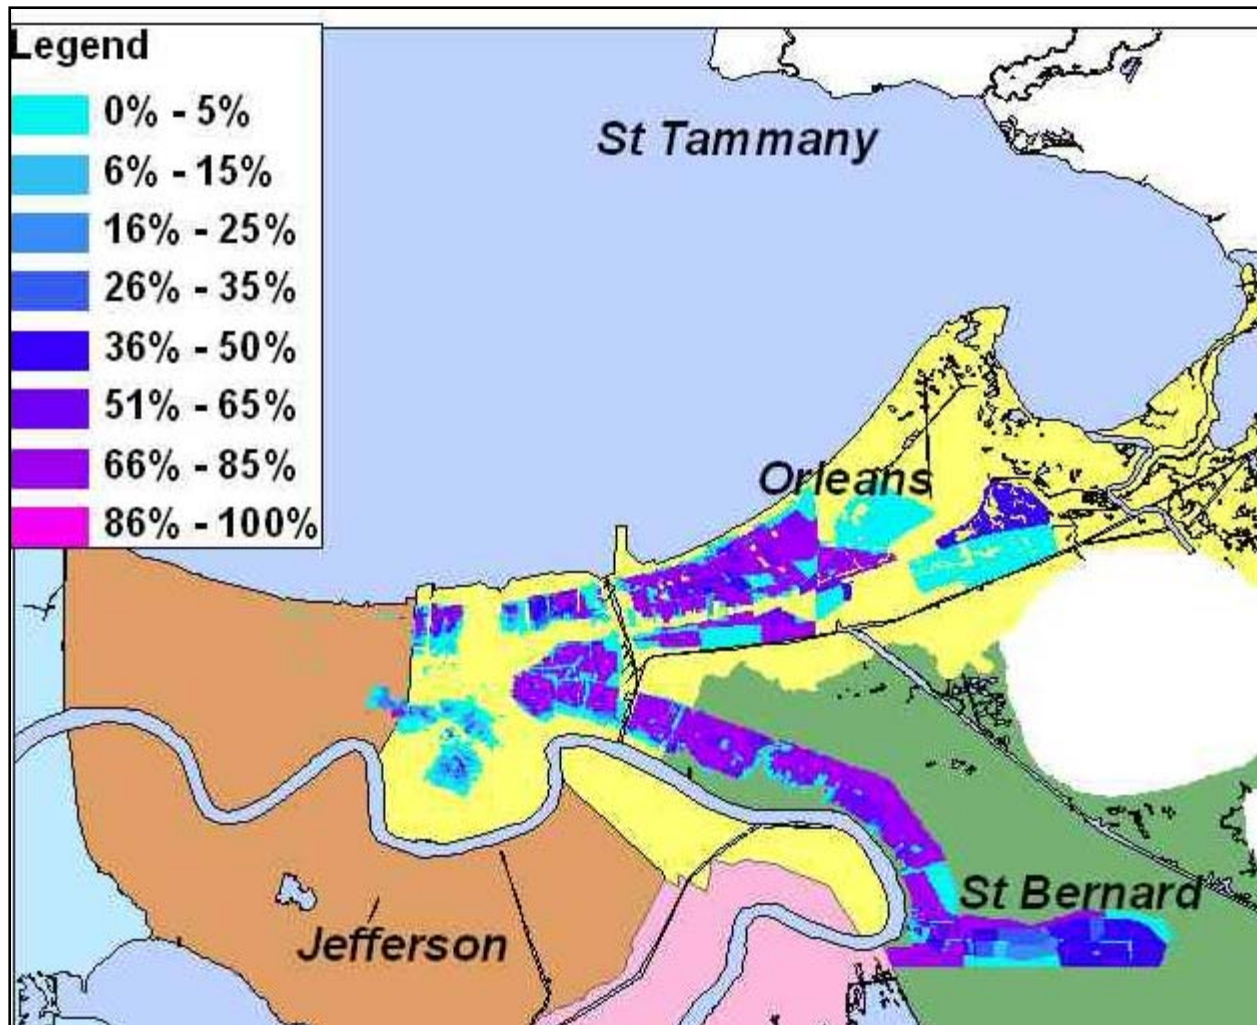 Legend
0% - 5%
6% - 15%
16% - 25%
26% - 35%
36% - 50%
51% - 65%
66% - 85%
86% - 100%
St Tammany
Orleans
St Bernard
Jefferson